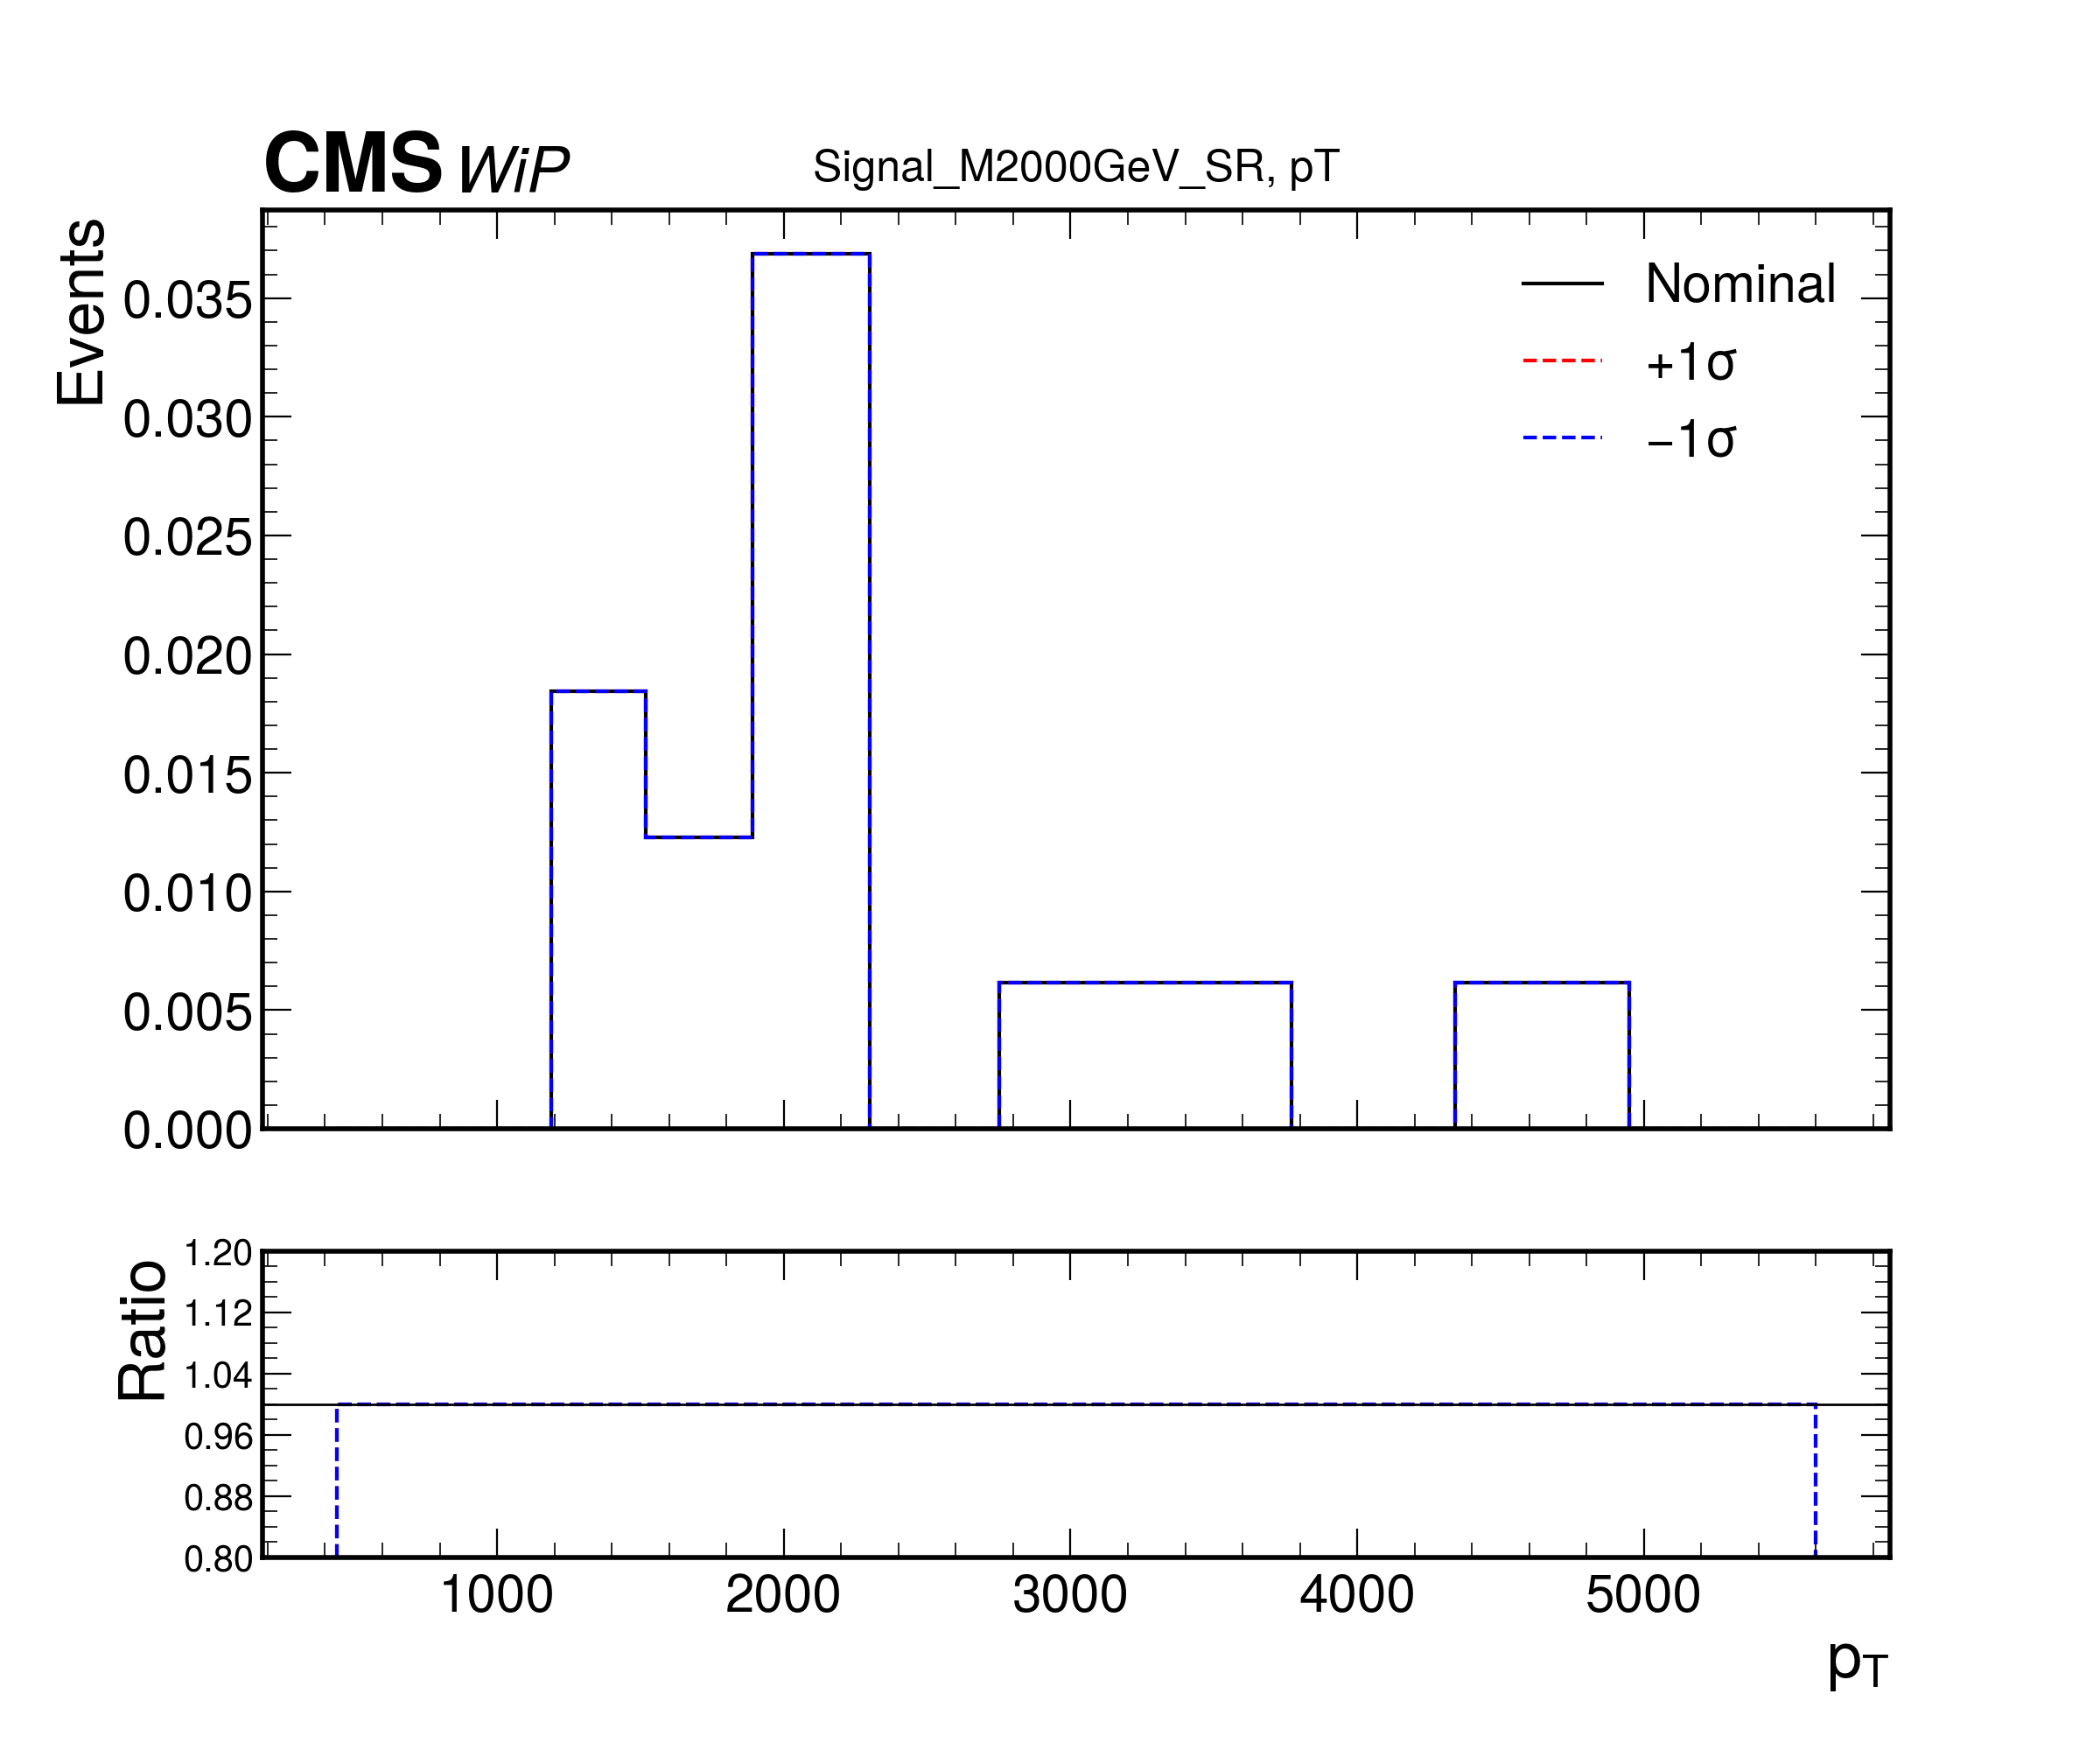 CMS WiP
Signal_M2000GeV_SR, pT
Events
0.035
0.030
0.025
0.020
0.015
0.010
0.005
0.000
Nominal
+1σ
−1σ
Ratio
1.20
1.12
1.04
0.96
0.88
0.80
1000 2000 3000 4000 5000
pT